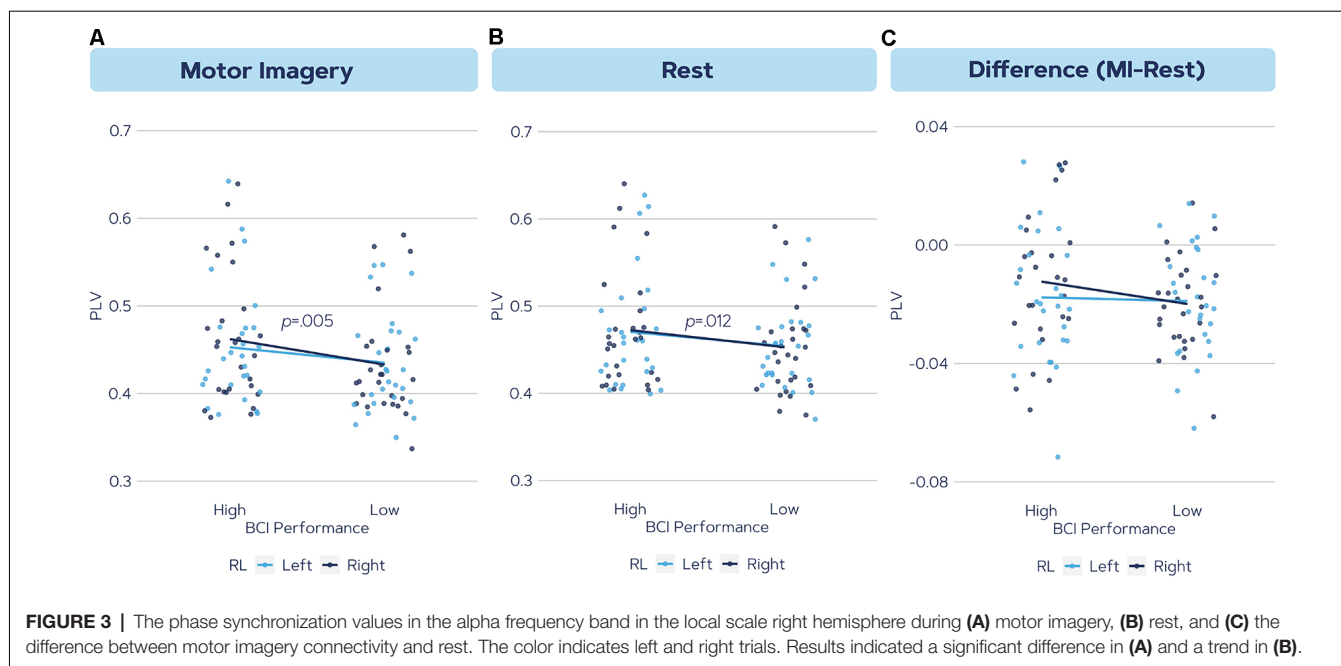 A
Motor Imagery
0.7
0.6
0.5
0.4
0.3
PLV
p=.005
High
Low
BCI Performance
RL Left Right
B
Rest
0.7
0.6
0.5
0.4
0.3
PLV
p=.012
High
Low
BCI Performance
RL Left Right
C
Difference (MI-Rest)
0.04
0.00
-0.04
-0.08
PLV
High
Low
BCI Performance
RL Left Right
FIGURE 3 | The phase synchronization values in the alpha frequency band in the local scale right hemisphere during (A) motor imagery, (B) rest, and (C) the
difference between motor imagery connectivity and rest. The color indicates left and right trials. Results indicated a significant difference in (A) and a trend in (B).